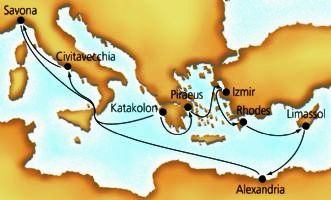 Savona
Civitavecchia
Katakolon
Piraeus
Izmir
Rhodes
Limassol
Alexandria